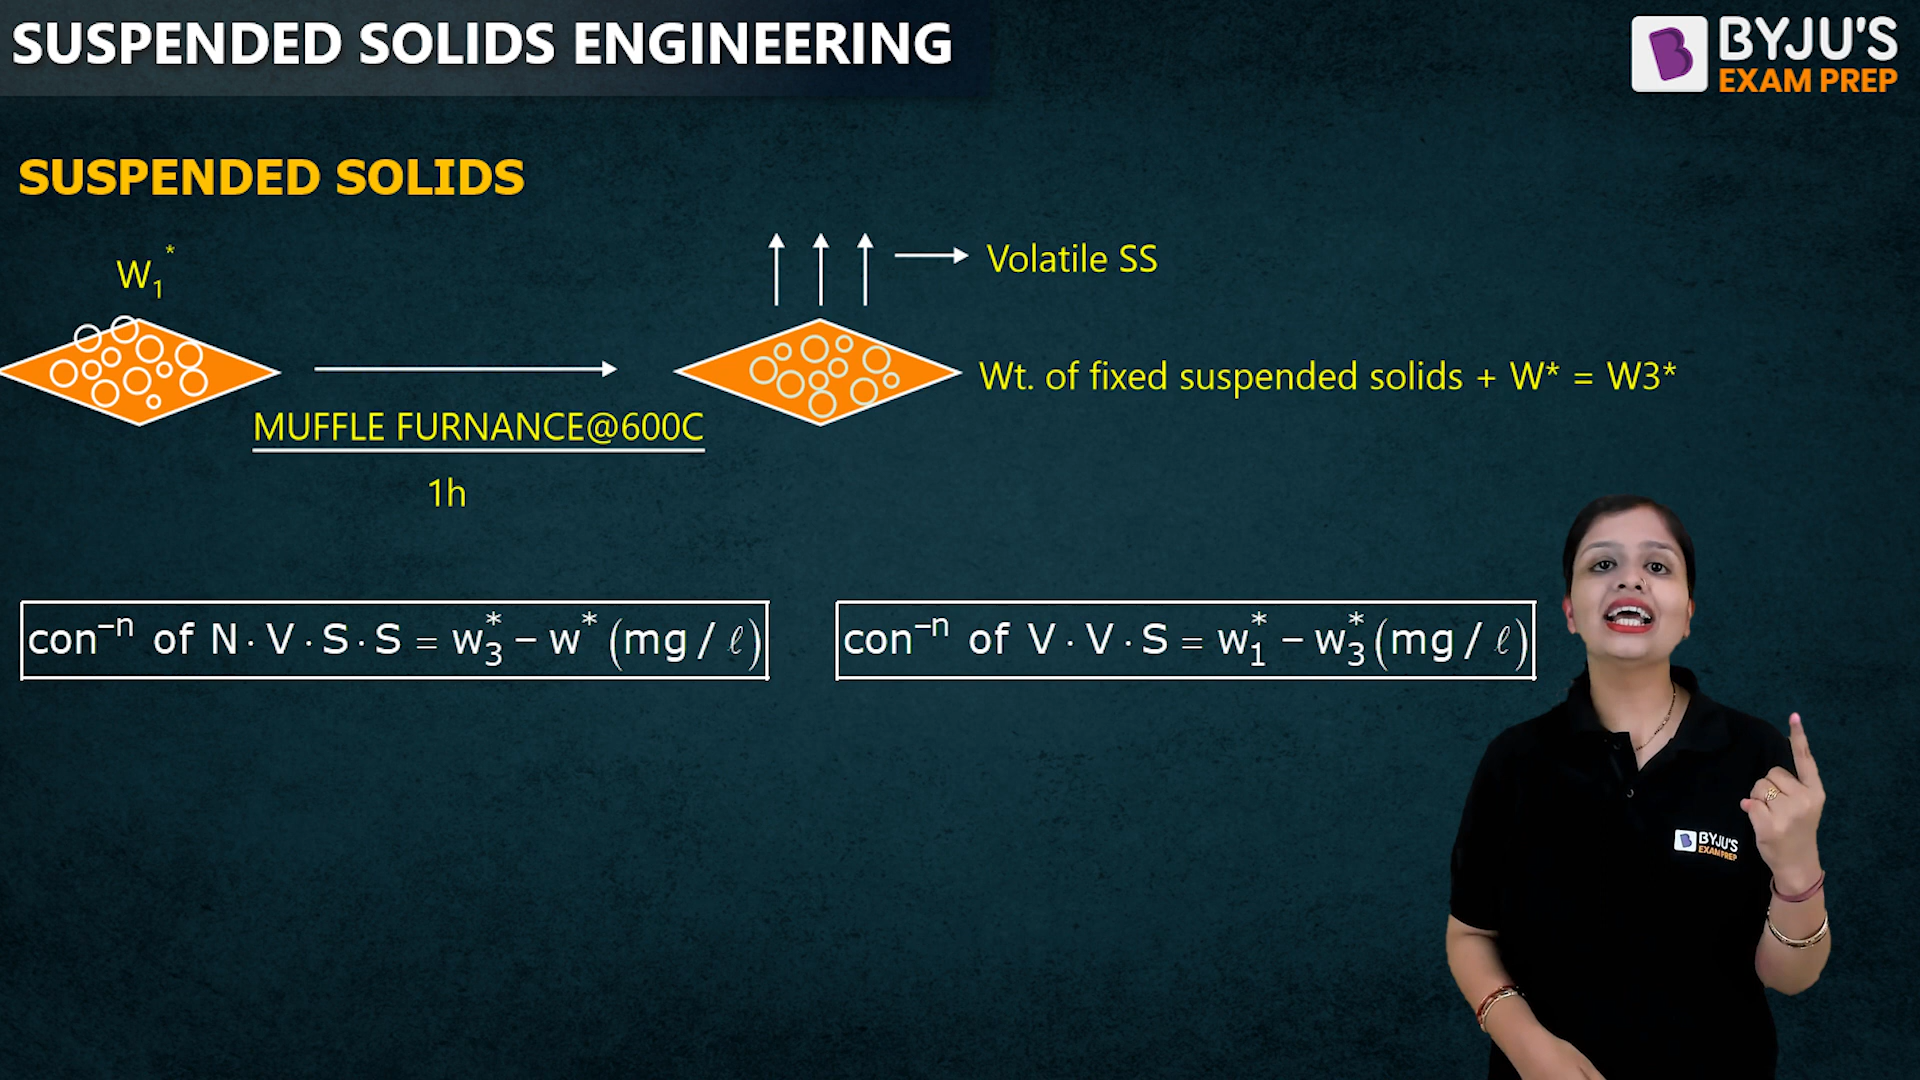 SUSPENDED SOLIDS ENGINEERING
BYJU'S
EXAM PREP
SUSPENDED SOLIDS
W₁*
Volatile SS
Wt. of fixed suspended solids + W* = W3*
MUFFLE FURNANCE@600C
1h
con⁻ⁿ of N·V·S·S = w₃* − w* (mg / ℓ)
con⁻ⁿ of V·V·S = w₁* − w₃* (mg / ℓ)
BYJU'S
EXAM PREP